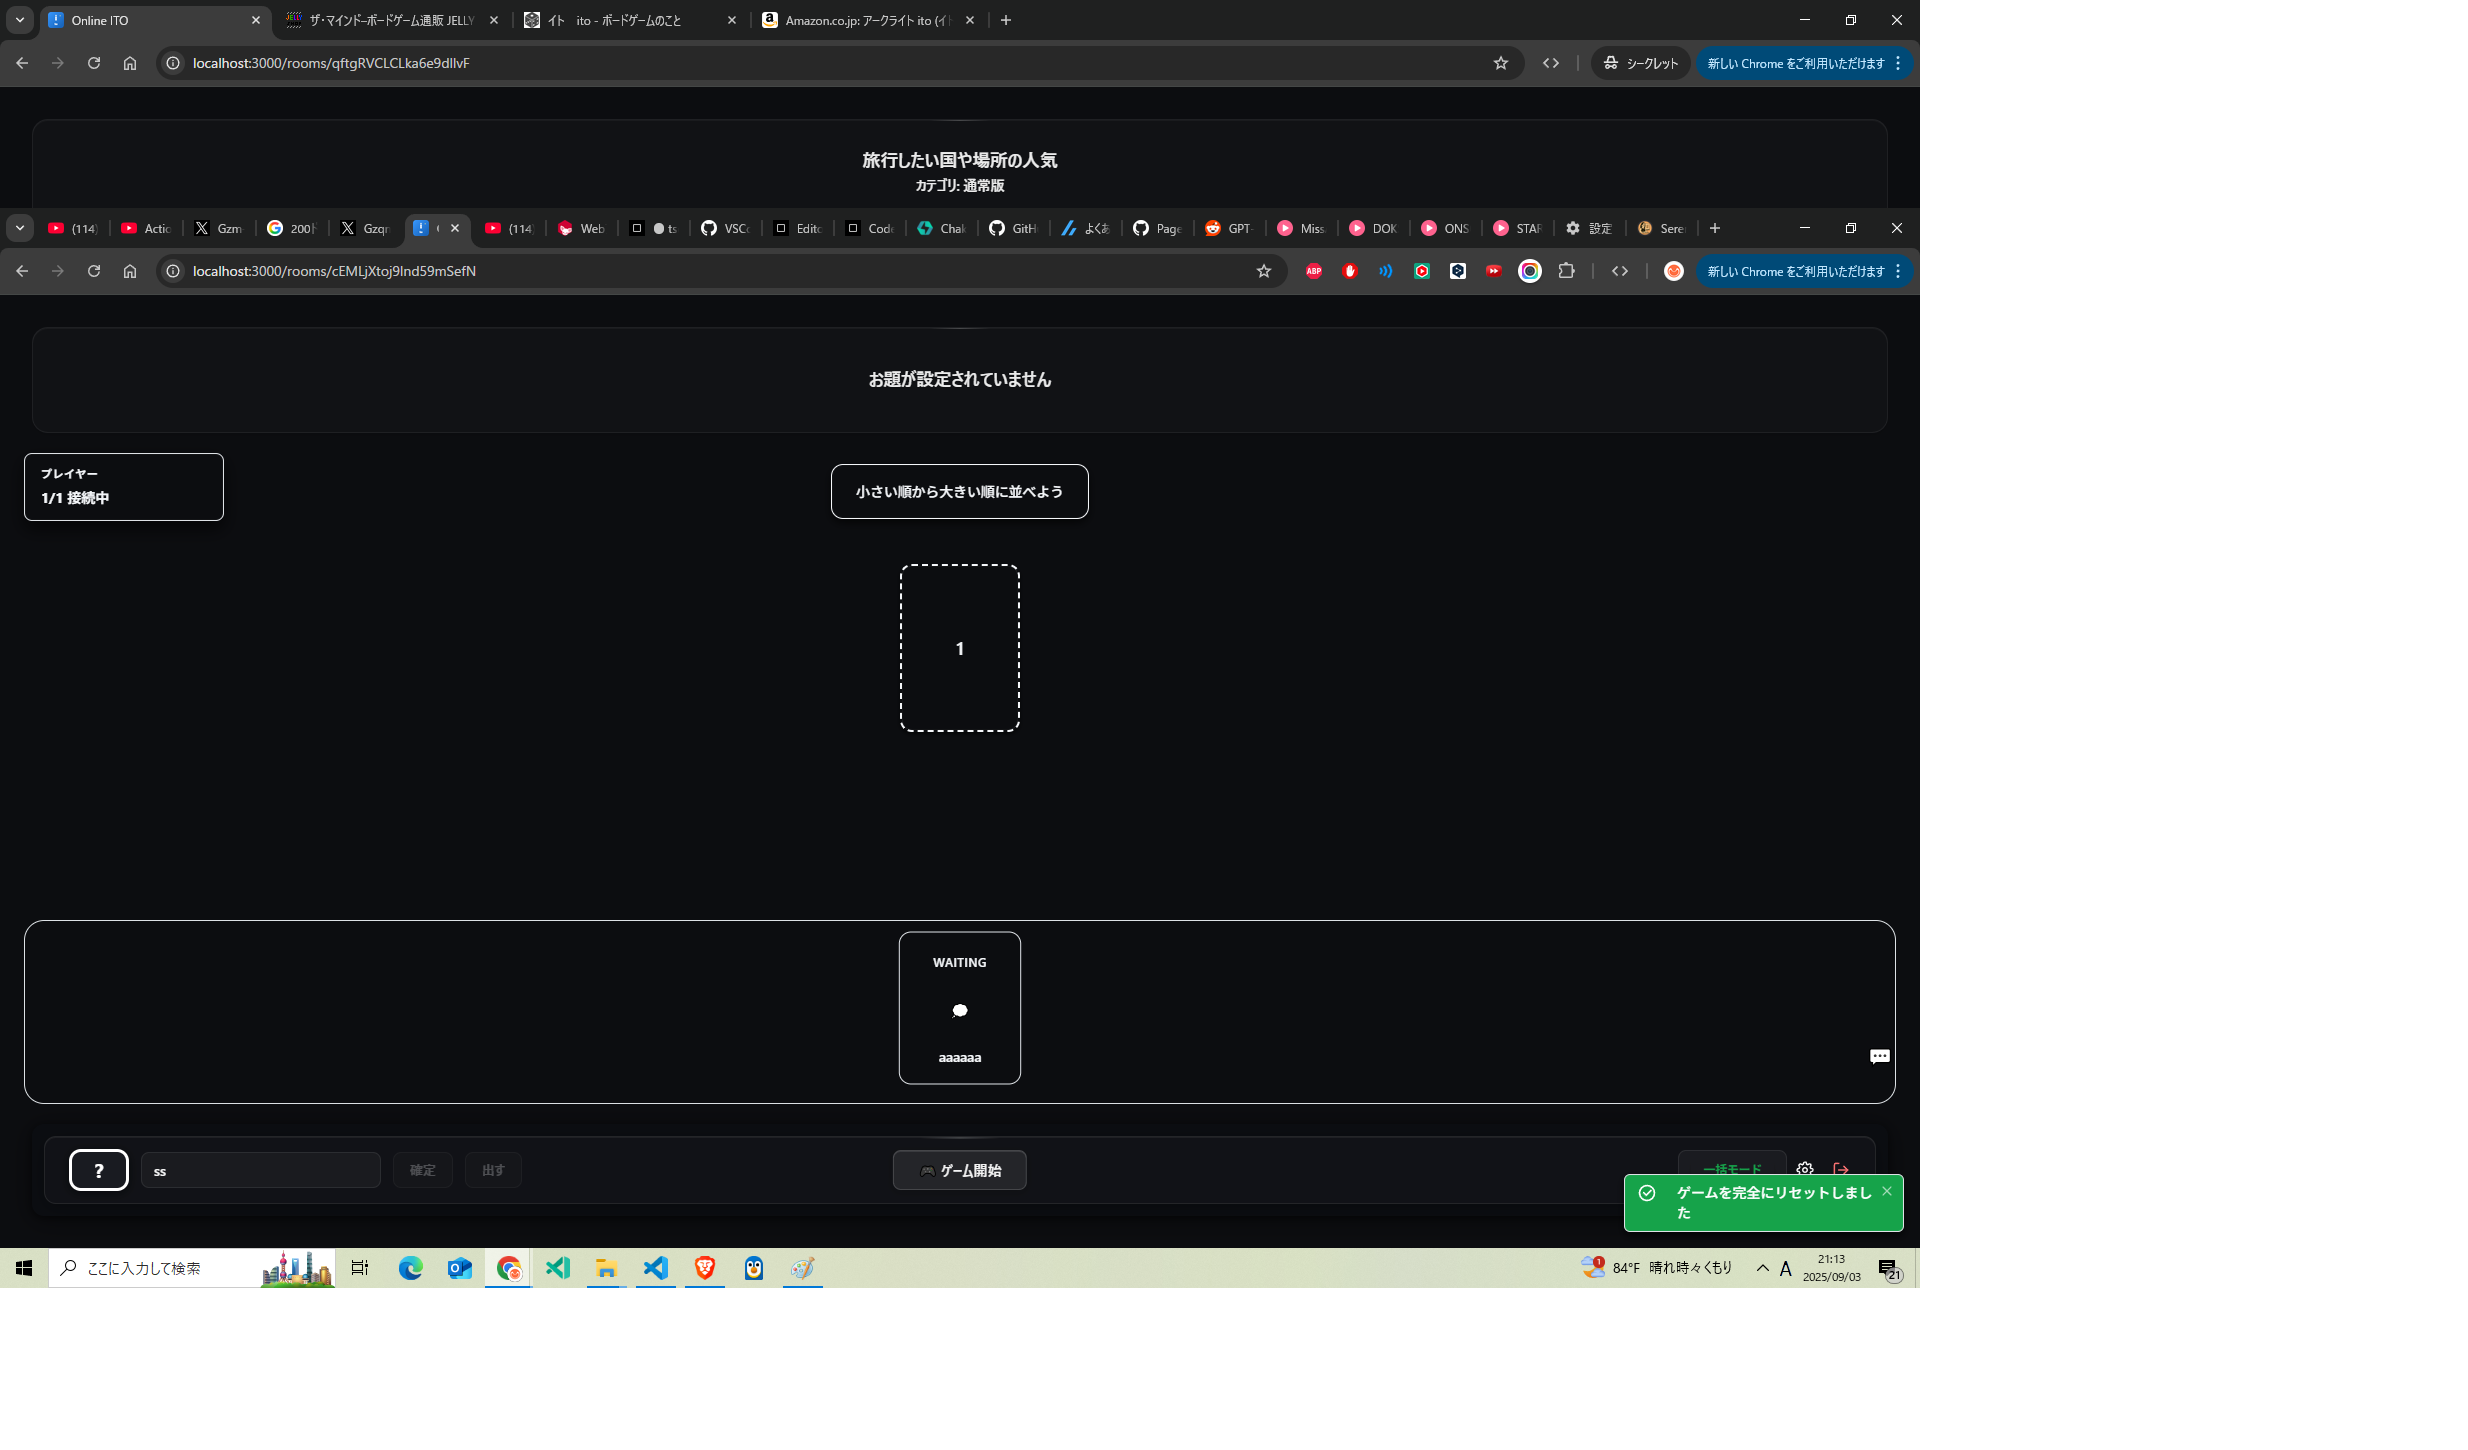 Online ITO
ザ・マインド–ボードゲーム通販 JELLY
イト ito - ボードゲームのこと
Amazon.co.jp: アークライト ito (イト
localhost:3000/rooms/qftgRVCLCLka6e9dIlvF
シークレット
新しい Chrome をご利用いただけます
旅行したい国や場所の人気
カテゴリ: 通常版
(114)
Actic
Gzm
200
Gzqn
(114)
Web
ts
VSC
Edito
Code
Chak
GitH
よくあ
Page
GPT-
Miss
DOK
ONS
STAR
設定
Sere
localhost:3000/rooms/cEMLjXtoj9lnd59mSefN
ABP
新しい Chrome をご利用いただけます
お題が設定されていません
プレイヤー
1/1 接続中
小さい順から大きい順に並べよう
1
WAITING
aaaaaa
?
ss
確定
出す
🎮 ゲーム開始
一括モード
ゲームを完全にリセットしまし
た
ここに入力して検索
1
84°F 晴れ時々くもり
A
21:13
2025/09/03
21